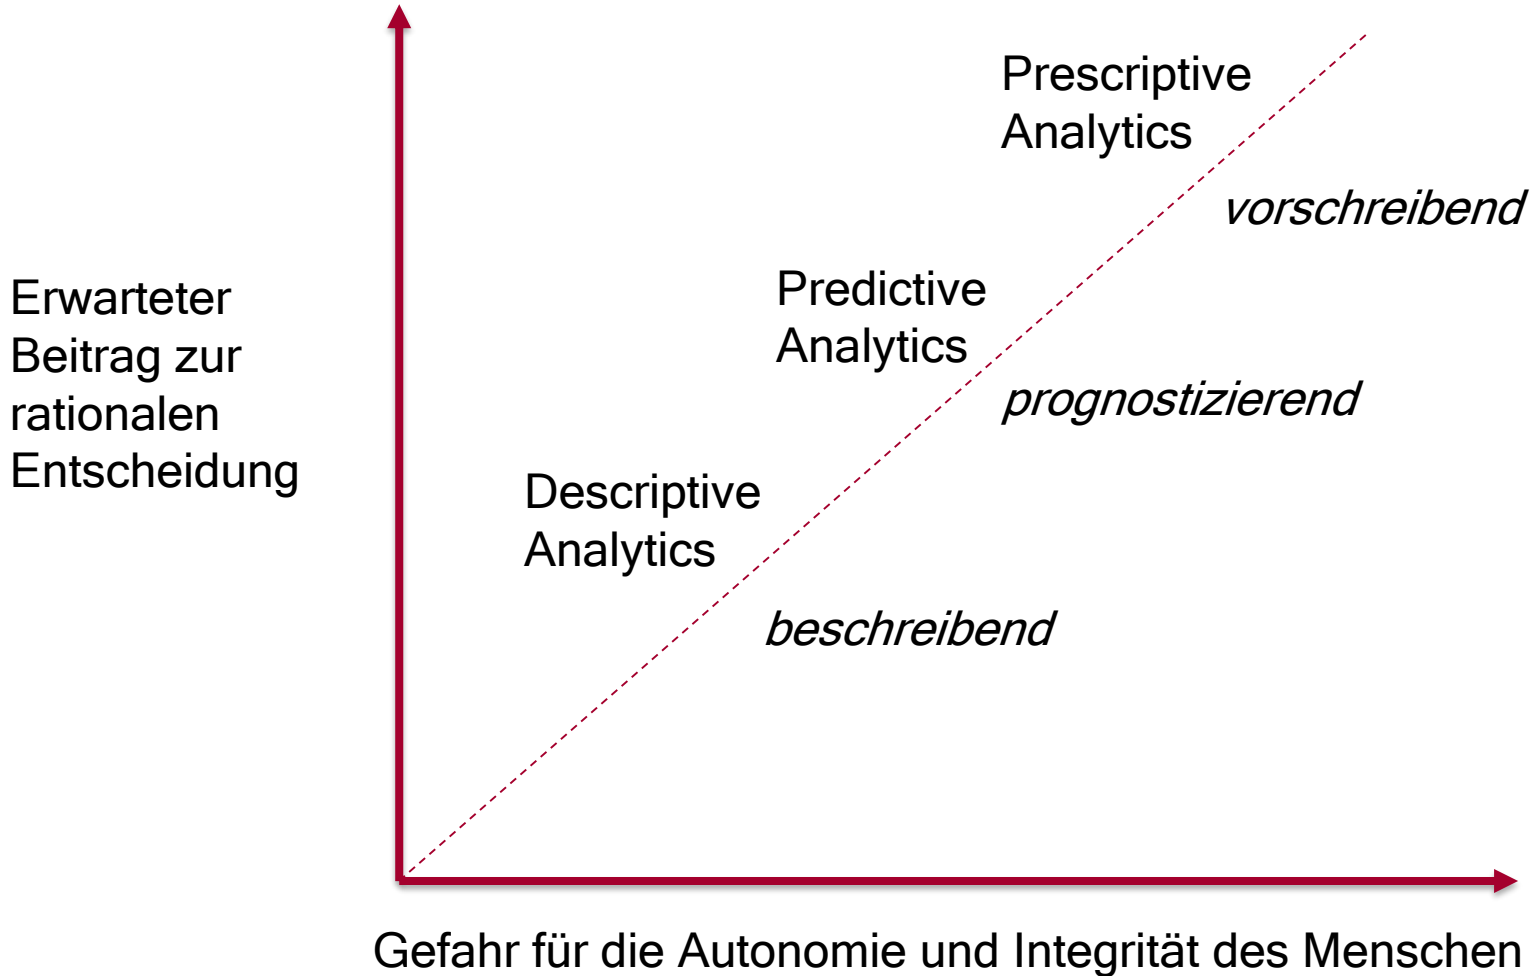 Prescriptive
Analytics
vorschreibend
Erwarteter
Beitrag zur
rationalen
Entscheidung
Predictive
Analytics
prognostizierend
Descriptive
Analytics
beschreibend
Gefahr für die Autonomie und Integrität des Menschen